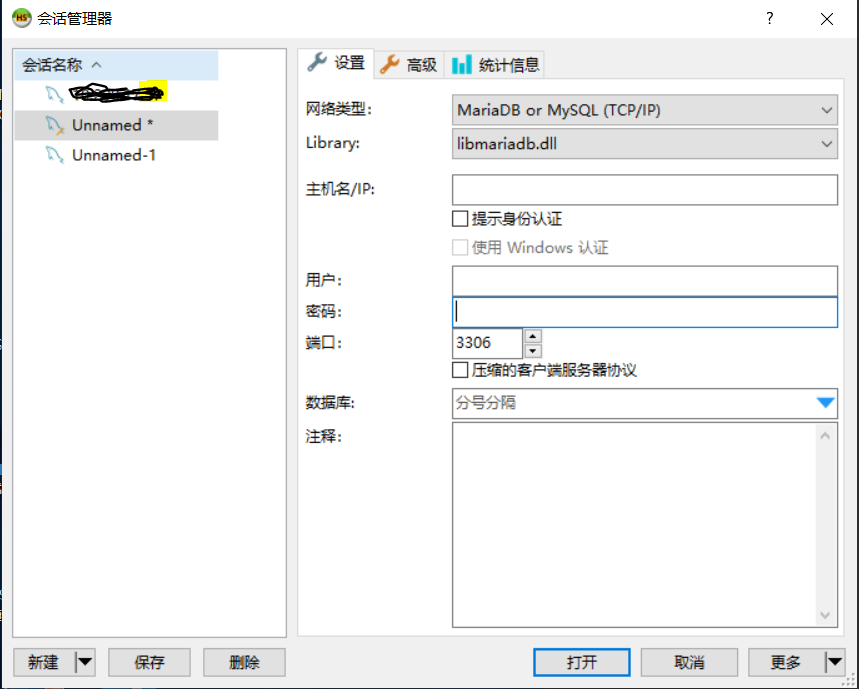 HS 会话管理器
会话名称
Unnamed *
Unnamed-1
设置 高级 统计信息
网络类型: MariaDB or MySQL (TCP/IP)
Library: libmariadb.dll
主机名/IP:
提示身份认证
使用 Windows 认证
用户:
密码:
端口: 3306
压缩的客户端服务器协议
数据库: 分号分隔
注释:
新建 保存 删除 打开 取消 更多